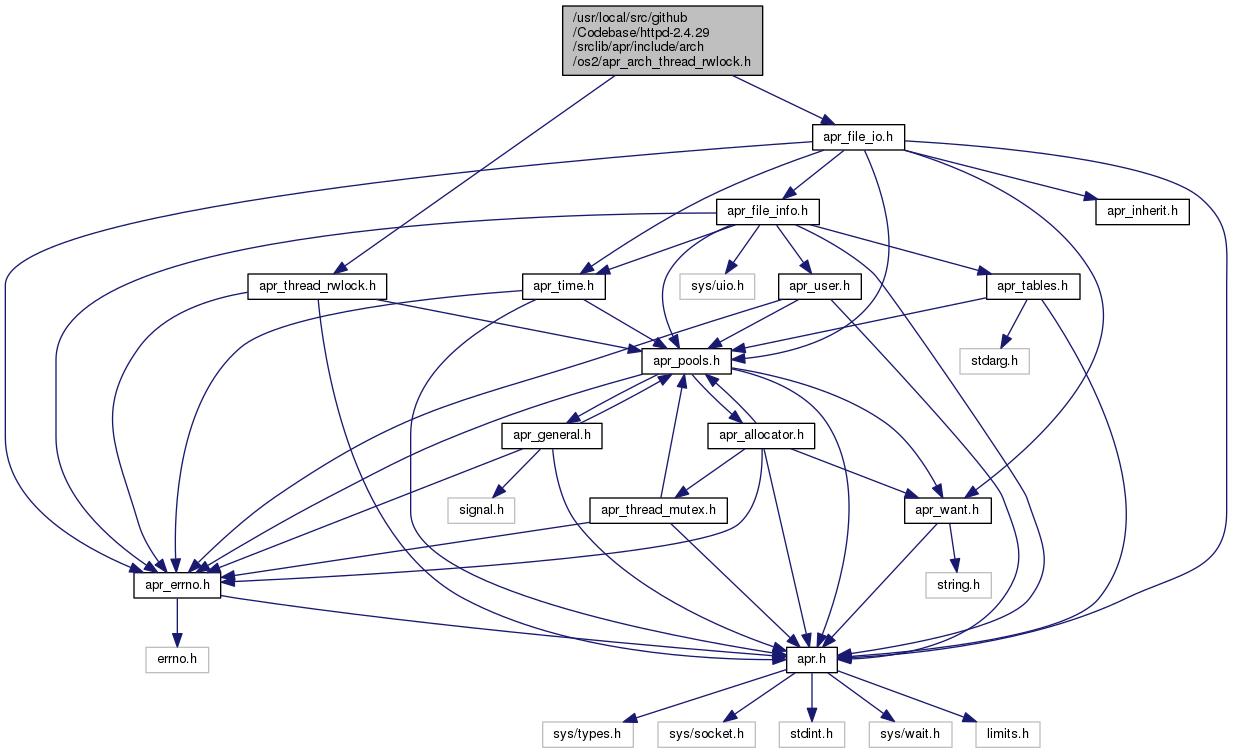 /usr/local/src/github
/Codebase/httpd-2.4.29
/srclib/apr/include/arch
/os2/apr_arch_thread_rwlock.h
apr_file_io.h
apr_file_info.h
apr_inherit.h
apr_thread_rwlock.h
apr_time.h
sys/uio.h
apr_user.h
apr_tables.h
apr_pools.h
stdarg.h
apr_general.h
apr_allocator.h
signal.h
apr_thread_mutex.h
apr_want.h
apr_errno.h
string.h
errno.h
apr.h
sys/types.h
sys/socket.h
stdint.h
sys/wait.h
limits.h